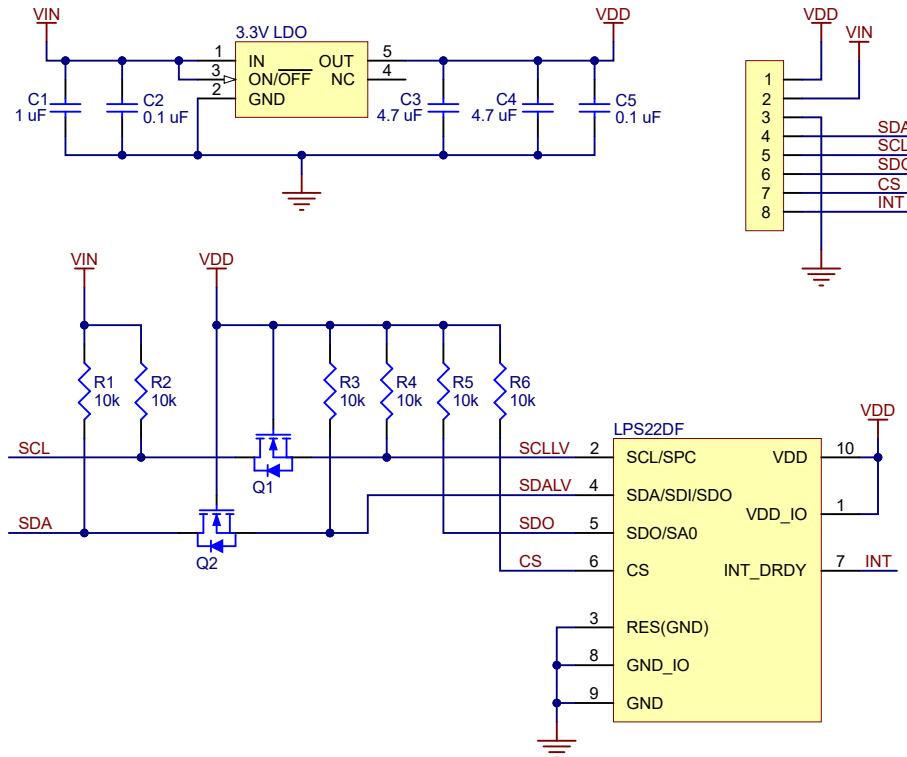 VIN
3.3V LDO
VDD
1 IN OUT 5
3 ON/OFF NC 4
2 GND
C1
1 uF
C2
0.1 uF
C3
4.7 uF
C4
4.7 uF
C5
0.1 uF
VDD
VIN
1
2
3
4 SDA
5 SCL
6 SDO
7 CS
8 INT
VIN
VDD
R1
10k
R2
10k
R3
10k
R4
10k
R5
10k
R6
10k
SCL
Q1
SDA
Q2
LPS22DF
VDD
SCLLV 2 SCL/SPC VDD 10
SDALV 4 SDA/SDI/SDO
VDD_IO 1
SDO 5 SDO/SA0
CS 6 CS INT_DRDY 7 INT
3 RES(GND)
8 GND_IO
9 GND